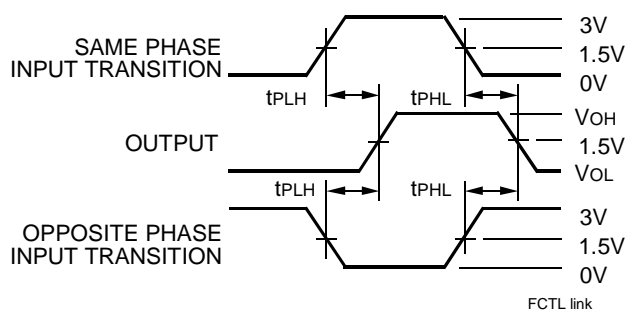 3V
SAME PHASE
INPUT TRANSITION
1.5V
0V
tPLH
tPHL
VOH
OUTPUT
1.5V
VOL
tPLH
tPHL
3V
OPPOSITE PHASE
INPUT TRANSITION
1.5V
0V
FCTL link